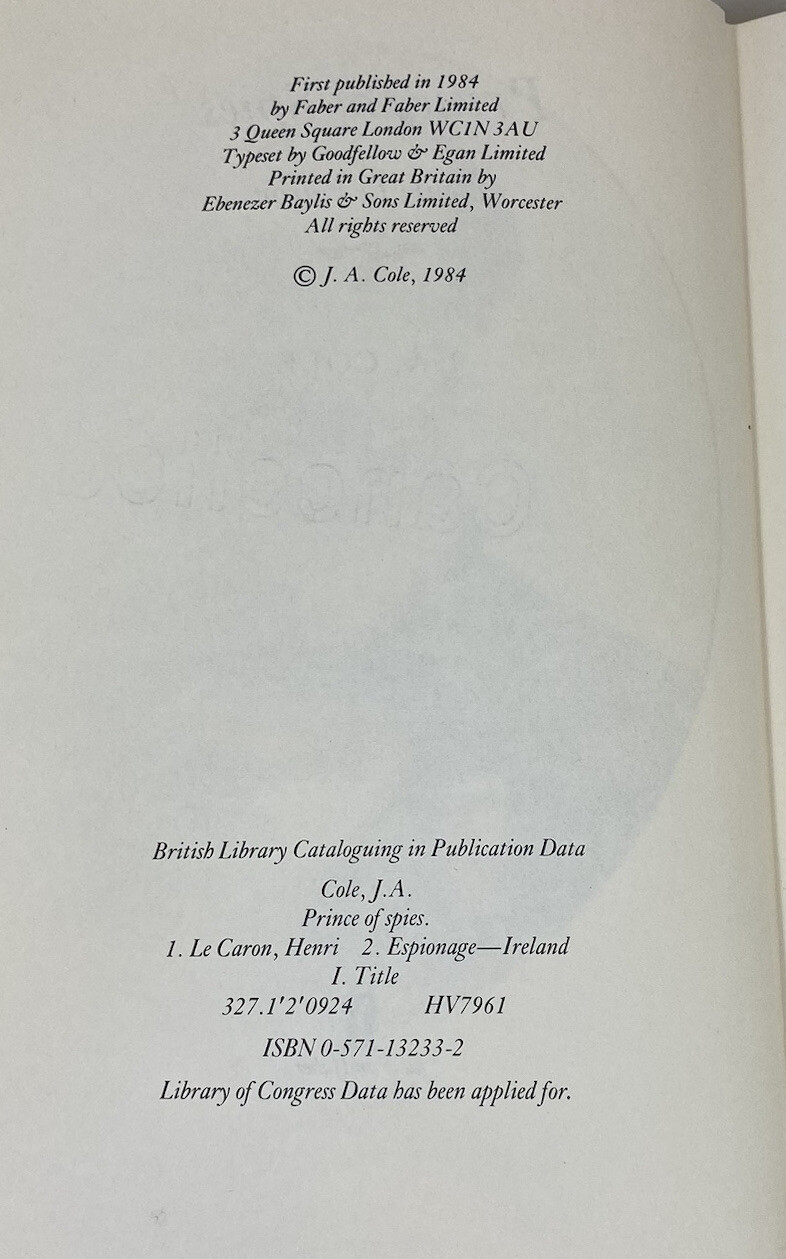 First published in 1984
by Faber and Faber Limited
3 Queen Square London WC1N 3AU
Typeset by Goodfellow & Egan Limited
Printed in Great Britain by
Ebenezer Baylis & Sons Limited, Worcester
All rights reserved
© J. A. Cole, 1984
British Library Cataloguing in Publication Data
Cole, J.A.
Prince of spies.
1. Le Caron, Henri 2. Espionage—Ireland
I. Title
327.1'2'0924 HV7961
ISBN 0-571-13233-2
Library of Congress Data has been applied for.